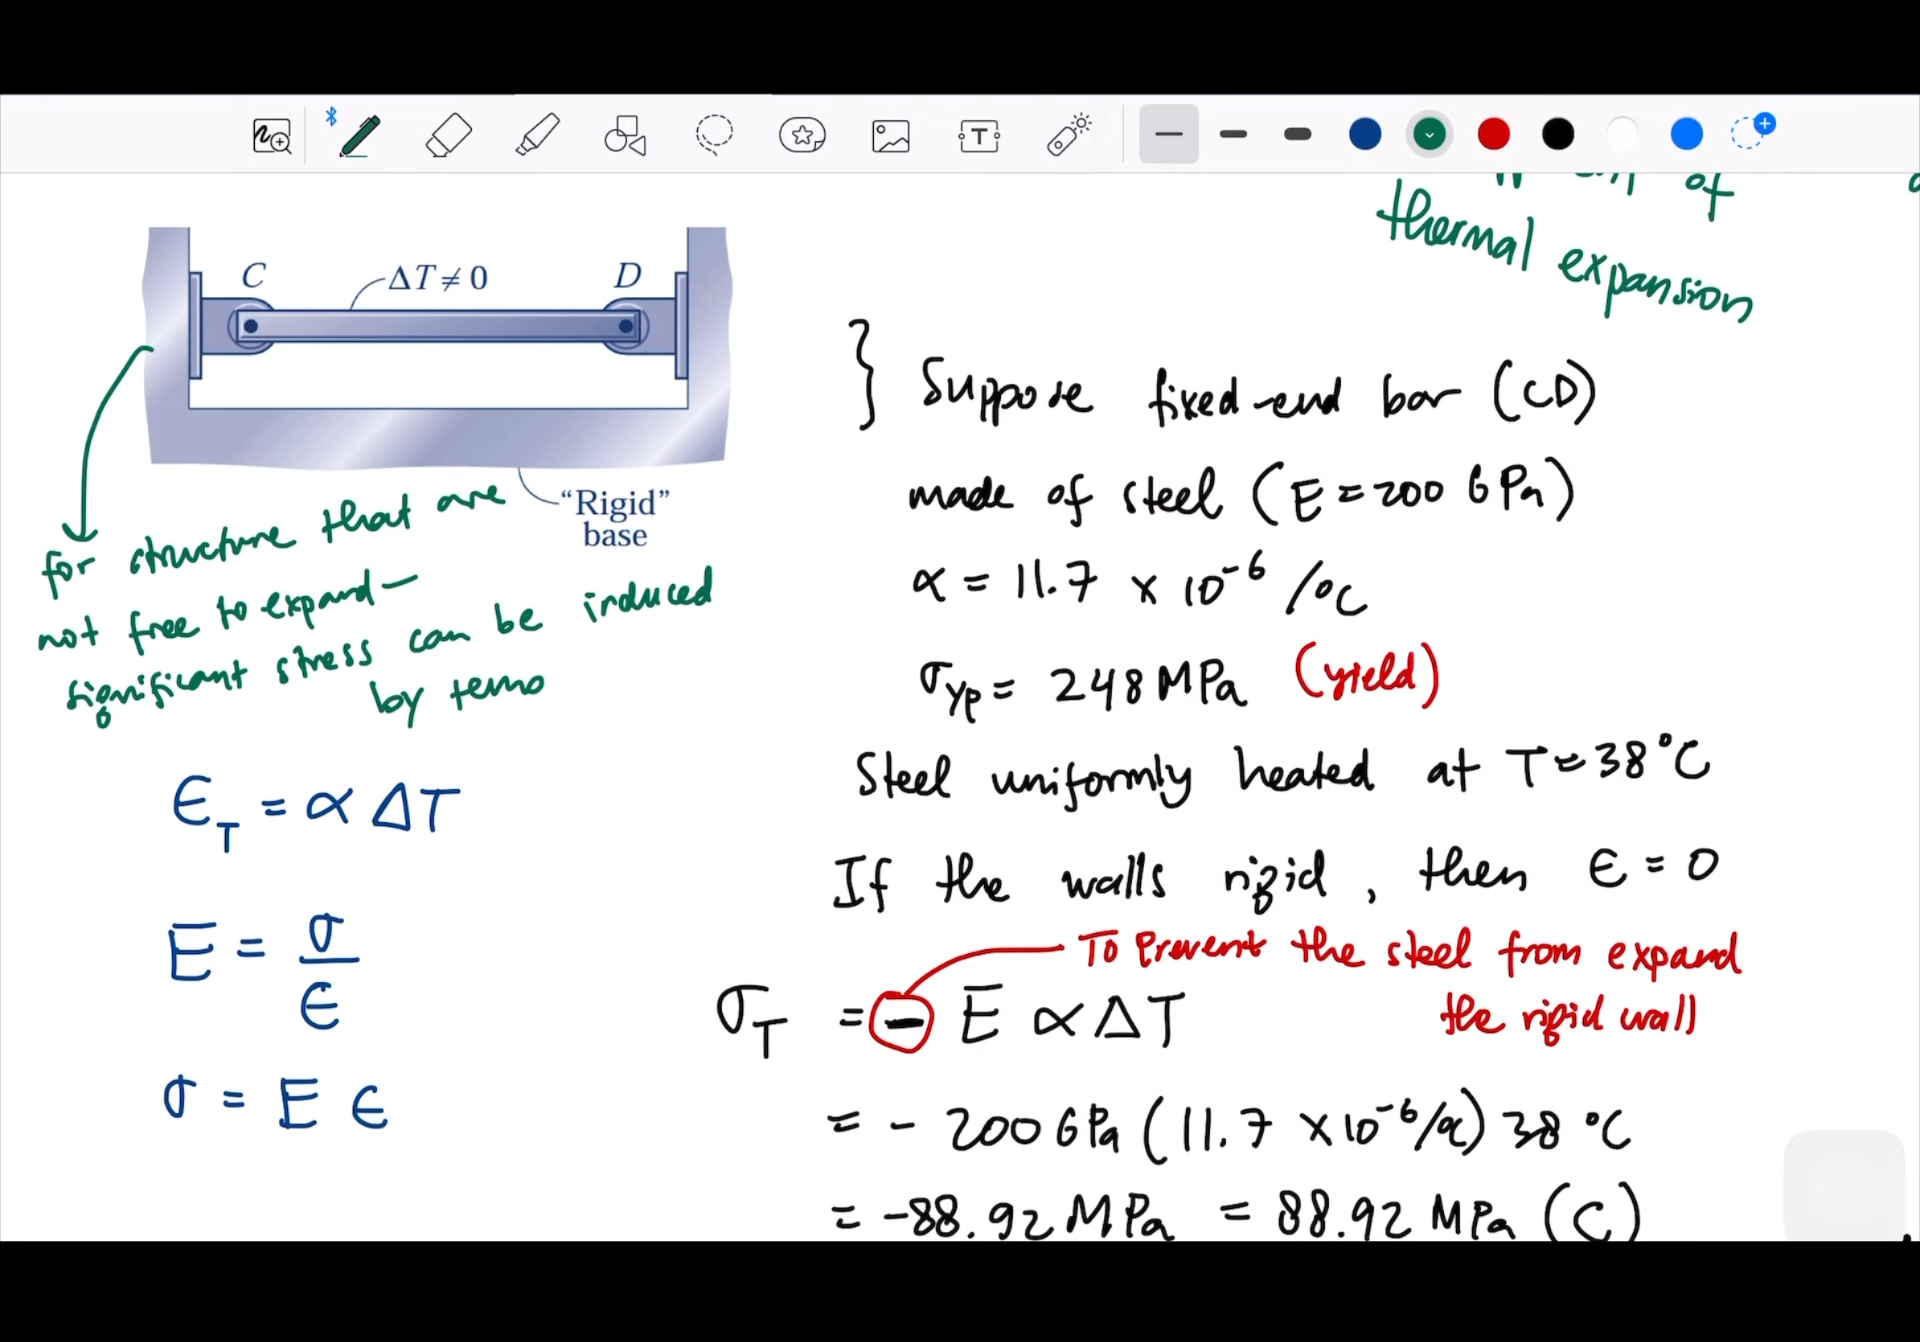 of
thermal expansion
C
ΔT ≠ 0
D
"Rigid"
base
for structure that are
not free to expand –
significant stress can be induced
by temp
ϵ_T = α ΔT
E = σ/ϵ
σ = E ϵ
} Suppose fixed-end bar (CD)
made of steel (E = 200 GPa)
α = 11.7 × 10⁻⁶ /°C
σ_yp = 248 MPa (yield)
Steel uniformly heated at T = 38°C
If the walls rigid, then ϵ = 0
To prevent the steel from expand
the rigid wall
σ_T = - E α ΔT
= - 200 GPa (11.7 × 10⁻⁶/°C) 38 °C
= -88.92 MPa = 88.92 MPa (C)
T